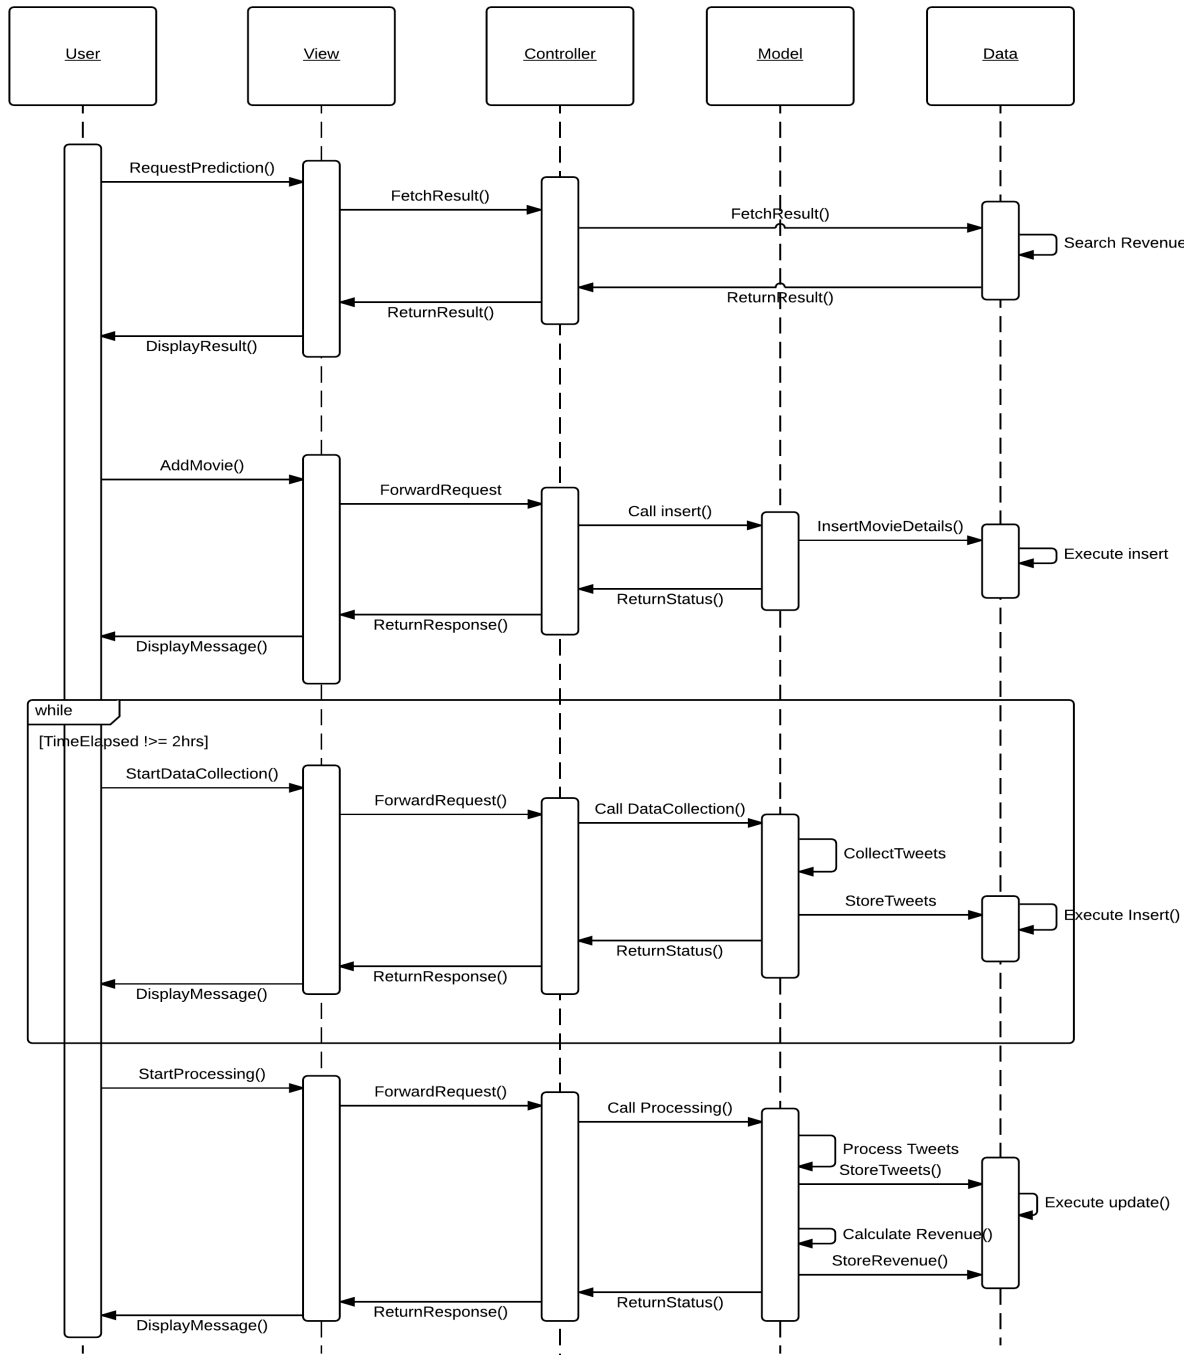 User
View
Controller
Model
Data
RequestPrediction()
FetchResult()
FetchResult()
Search Revenue
ReturnResult()
ReturnResult()
DisplayResult()
AddMovie()
ForwardRequest
Call insert()
InsertMovieDetails()
Execute insert
ReturnStatus()
ReturnResponse()
DisplayMessage()
while
[TimeElapsed !>= 2hrs]
StartDataCollection()
ForwardRequest()
Call DataCollection()
CollectTweets
StoreTweets
Execute Insert()
ReturnStatus()
ReturnResponse()
DisplayMessage()
StartProcessing()
ForwardRequest()
Call Processing()
Process Tweets
StoreTweets()
Execute update()
Calculate Revenue()
StoreRevenue()
ReturnStatus()
ReturnResponse()
DisplayMessage()